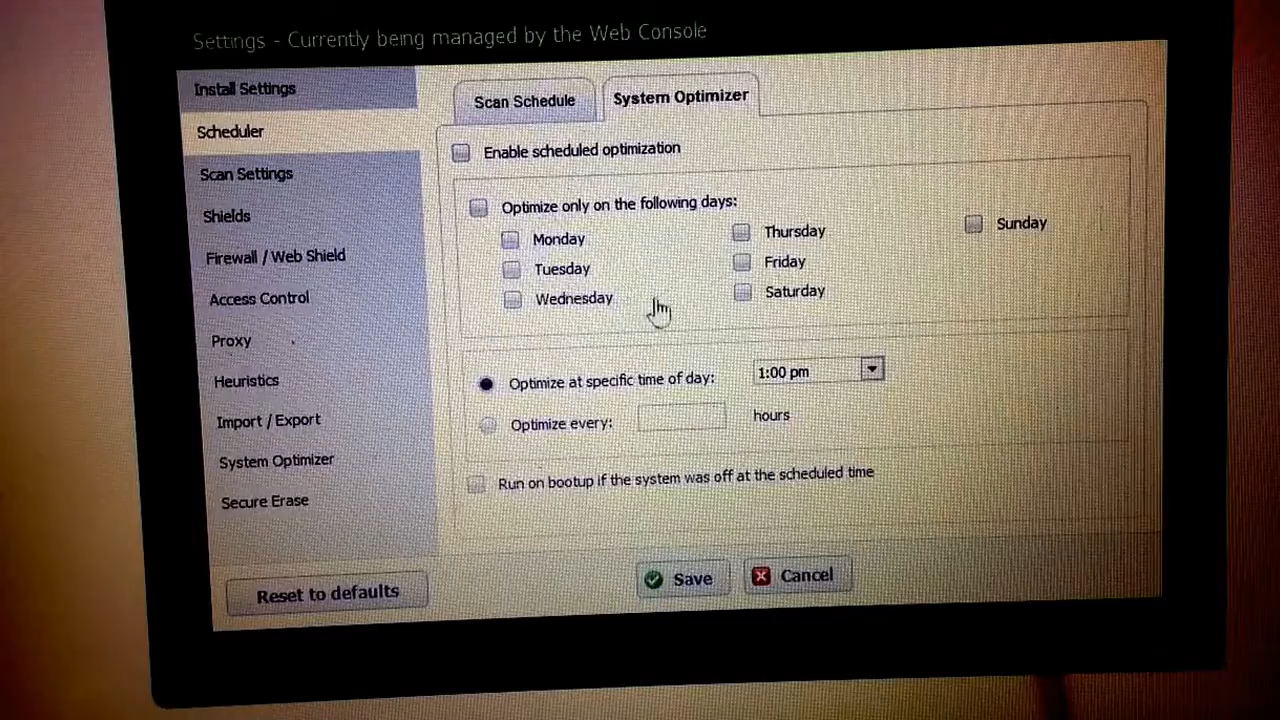 Settings - Currently being managed by the Web Console
Install Settings
Scheduler
Scan Settings
Shields
Firewall / Web Shield
Access Control
Proxy
Heuristics
Import / Export
System Optimizer
Secure Erase
Reset to defaults
Scan Schedule
System Optimizer
Enable scheduled optimization
Optimize only on the following days:
Monday
Tuesday
Wednesday
Thursday
Friday
Saturday
Sunday
Optimize at specific time of day: 1:00 pm
Optimize every: hours
Run on bootup if the system was off at the scheduled time
Save
Cancel